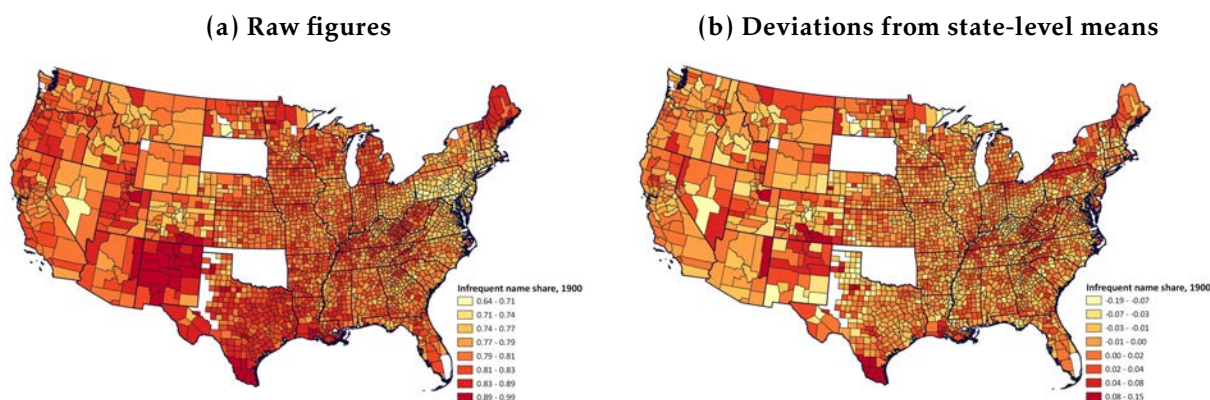 (a) Raw figures
Infrequent name share, 1900
0.64 - 0.71
0.71 - 0.74
0.74 - 0.77
0.77 - 0.79
0.79 - 0.81
0.81 - 0.83
0.83 - 0.89
0.89 - 0.99
(b) Deviations from state-level means
Infrequent name share, 1900
-0.19 - -0.07
-0.07 - -0.03
-0.03 - -0.01
-0.01 - 0.00
0.00 - 0.02
0.02 - 0.04
0.04 - 0.08
0.08 - 0.15